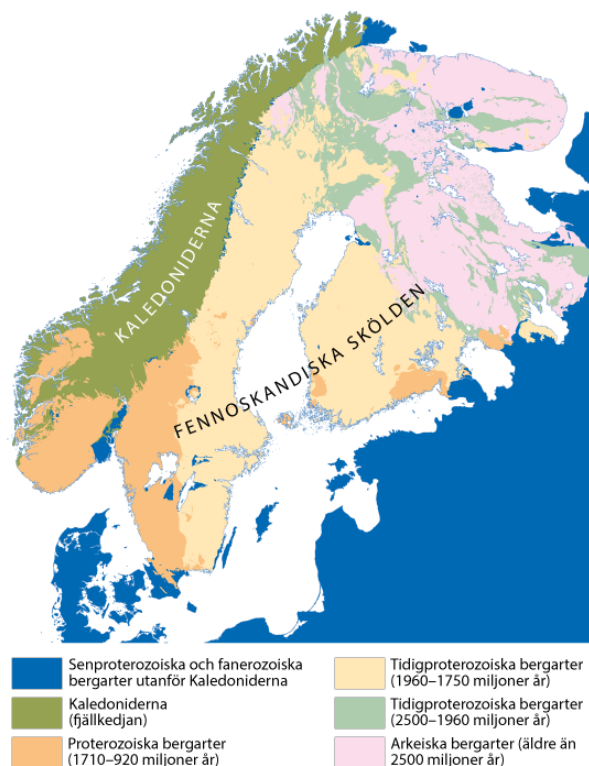 KALEDONIDERNA
FENNOSKANDISKA SKÖLDEN
Senproterozoiska och fanerozoiska
bergarter utanför Kaledoniderna
Kaledoniderna
(fjällkedjan)
Proterozoiska bergarter
(1710–920 miljoner år)
Tidigproterozoiska bergarter
(1960–1750 miljoner år)
Tidigproterozoiska bergarter
(2500–1960 miljoner år)
Arkeiska bergarter (äldre än
2500 miljoner år)